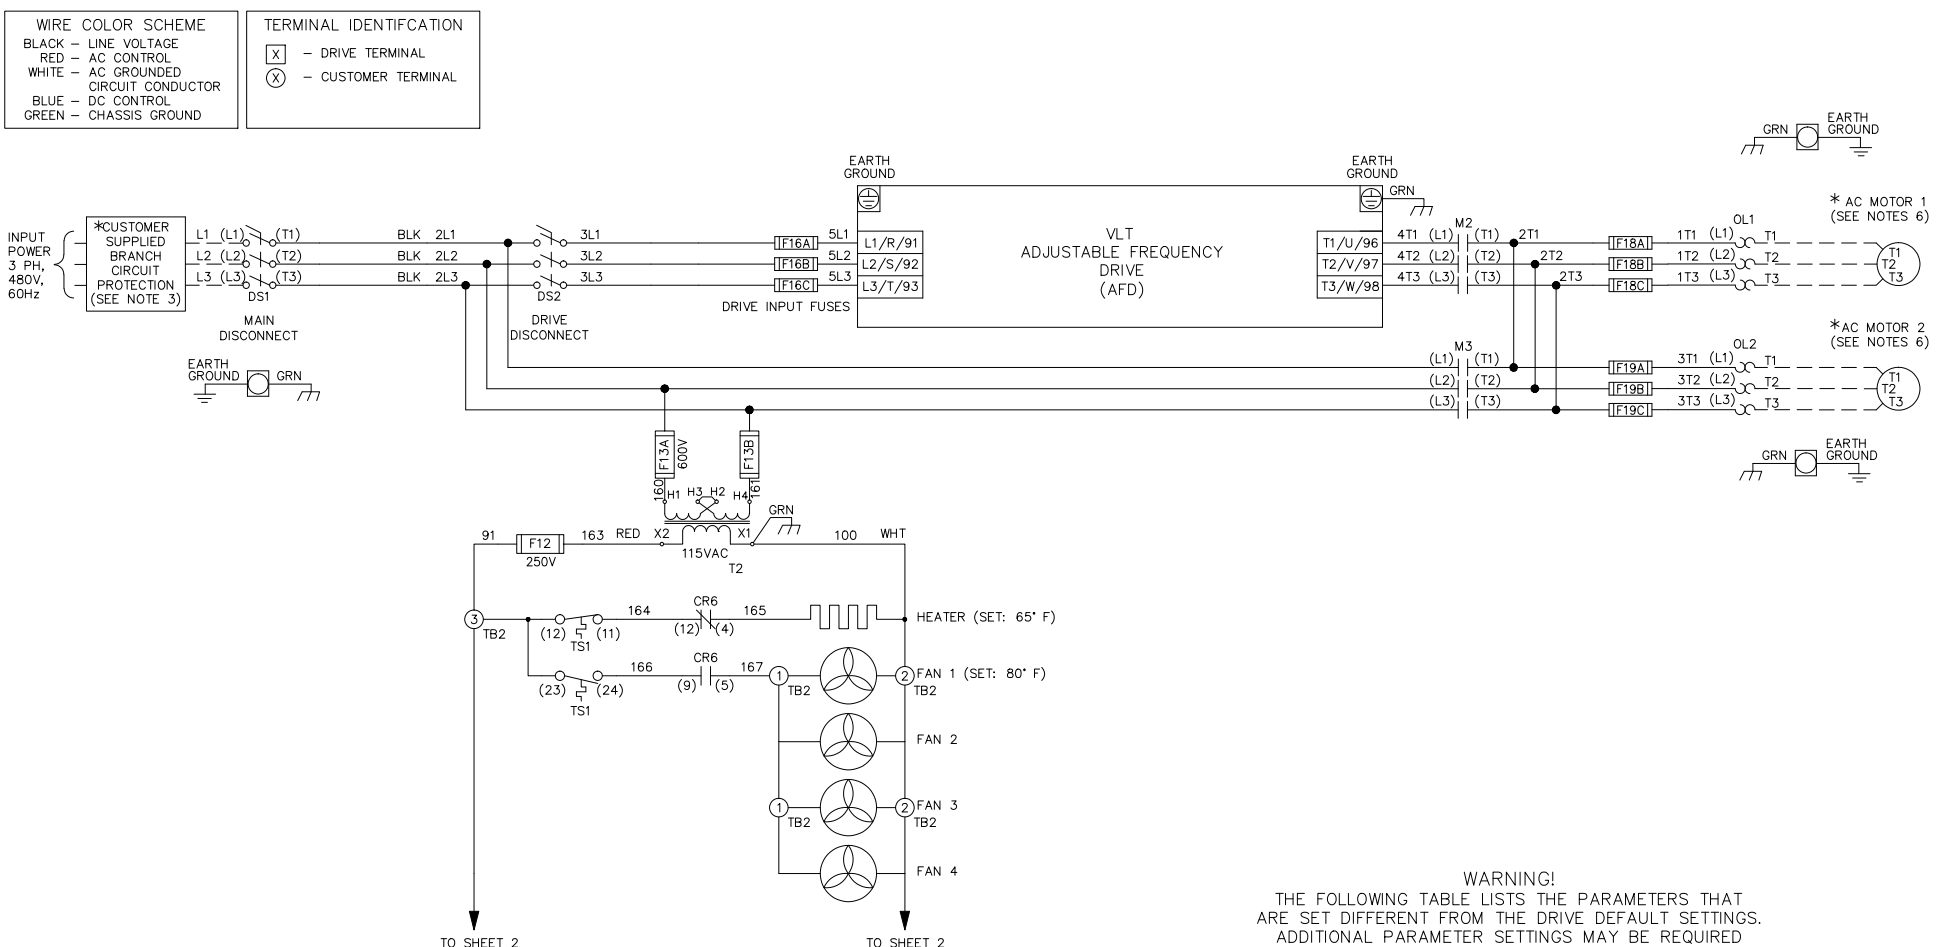 WIRE COLOR SCHEME
BLACK – LINE VOLTAGE
RED – AC CONTROL
WHITE – AC GROUNDED
CIRCUIT CONDUCTOR
BLUE – DC CONTROL
GREEN – CHASSIS GROUND
TERMINAL IDENTIFCATION
X – DRIVE TERMINAL
X – CUSTOMER TERMINAL
GRN
EARTH
GROUND
INPUT
POWER
3 PH,
480V,
60Hz
*CUSTOMER
SUPPLIED
BRANCH
CIRCUIT
PROTECTION
(SEE NOTE 3)
L1 (L1) (T1) BLK 2L1 3L1 F16A 5L1 L1/R/91
L2 (L2) (T2) BLK 2L2 3L2 F16B 5L2 L2/S/92
L3 (L3) (T3) BLK 2L3 3L3 F16C 5L3 L3/T/93
DS1
MAIN
DISCONNECT
DS2
DRIVE
DISCONNECT
DRIVE INPUT FUSES
EARTH
GROUND
VLT
ADJUSTABLE FREQUENCY
DRIVE
(AFD)
EARTH
GROUND
GRN
M2
OL1
T1/U/96 4T1 (L1) (T1) 2T1 F18A 1T1 (L1) T1
T2/V/97 4T2 (L2) (T2) 2T2 F18B 1T2 (L2) T2
T3/W/98 4T3 (L3) (T3) 2T3 F18C 1T3 (L3) T3
* AC MOTOR 1
(SEE NOTES 6)
T1
T2
T3
M3
OL2
(L1) (T1) F19A 3T1 (L1) T1
(L2) (T2) F19B 3T2 (L2) T2
(L3) (T3) F19C 3T3 (L3) T3
*AC MOTOR 2
(SEE NOTES 6)
T1
T2
T3
EARTH
GROUND
GRN
GRN
EARTH
GROUND
F13A
600V
F13B
160 H1 H3 H2 H4 161
GRN
91 F12 163 RED X2 X1 100 WHT
250V
115VAC
T2
3
TB2
164 CR6 165
(12) (11) (12) (4)
TS1
HEATER (SET: 65° F)
166 CR6 167
(23) (24) (9) (5)
TS1
1
TB2
2
TB2
FAN 1 (SET: 80° F)
FAN 2
1
TB2
2
TB2
FAN 3
FAN 4
TO SHEET 2
TO SHEET 2
WARNING!
THE FOLLOWING TABLE LISTS THE PARAMETERS THAT
ARE SET DIFFERENT FROM THE DRIVE DEFAULT SETTINGS.
ADDITIONAL PARAMETER SETTINGS MAY BE REQUIRED